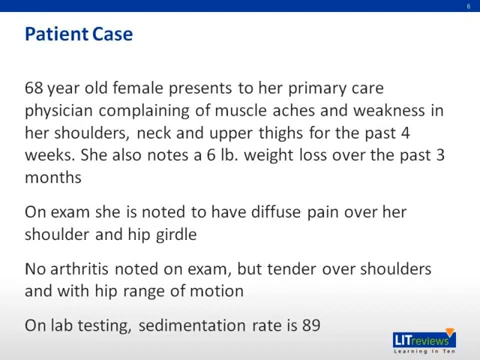 6
Patient Case
68 year old female presents to her primary care
physician complaining of muscle aches and weakness in
her shoulders, neck and upper thighs for the past 4
weeks. She also notes a 6 lb. weight loss over the past 3
months
On exam she is noted to have diffuse pain over her
shoulder and hip girdle
No arthritis noted on exam, but tender over shoulders
and with hip range of motion
On lab testing, sedimentation rate is 89
LITreviews
Learning In Ten